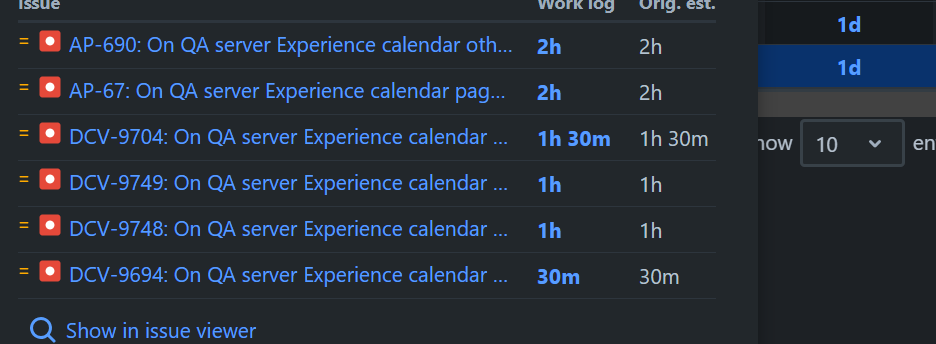 Issue Work log Orig. est.
1d
= AP-690: On QA server Experience calendar oth... 2h 2h
1d
= AP-67: On QA server Experience calendar pag... 2h 2h
= DCV-9704: On QA server Experience calendar ... 1h 30m 1h 30m
how 10 en
= DCV-9749: On QA server Experience calendar ... 1h 1h
= DCV-9748: On QA server Experience calendar ... 1h 1h
= DCV-9694: On QA server Experience calendar ... 30m 30m
Show in issue viewer